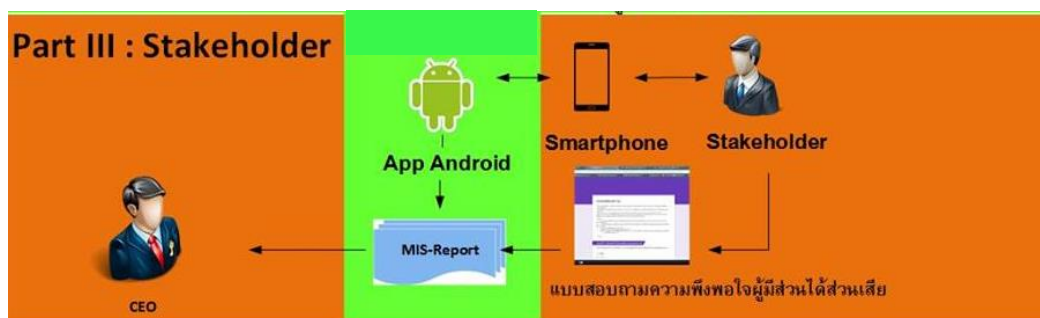 Part III : Stakeholder
Smartphone
Stakeholder
App Android
MIS-Report
แบบสอบถามความพึงพอใจผู้มีส่วนได้ส่วนเสีย
CEO